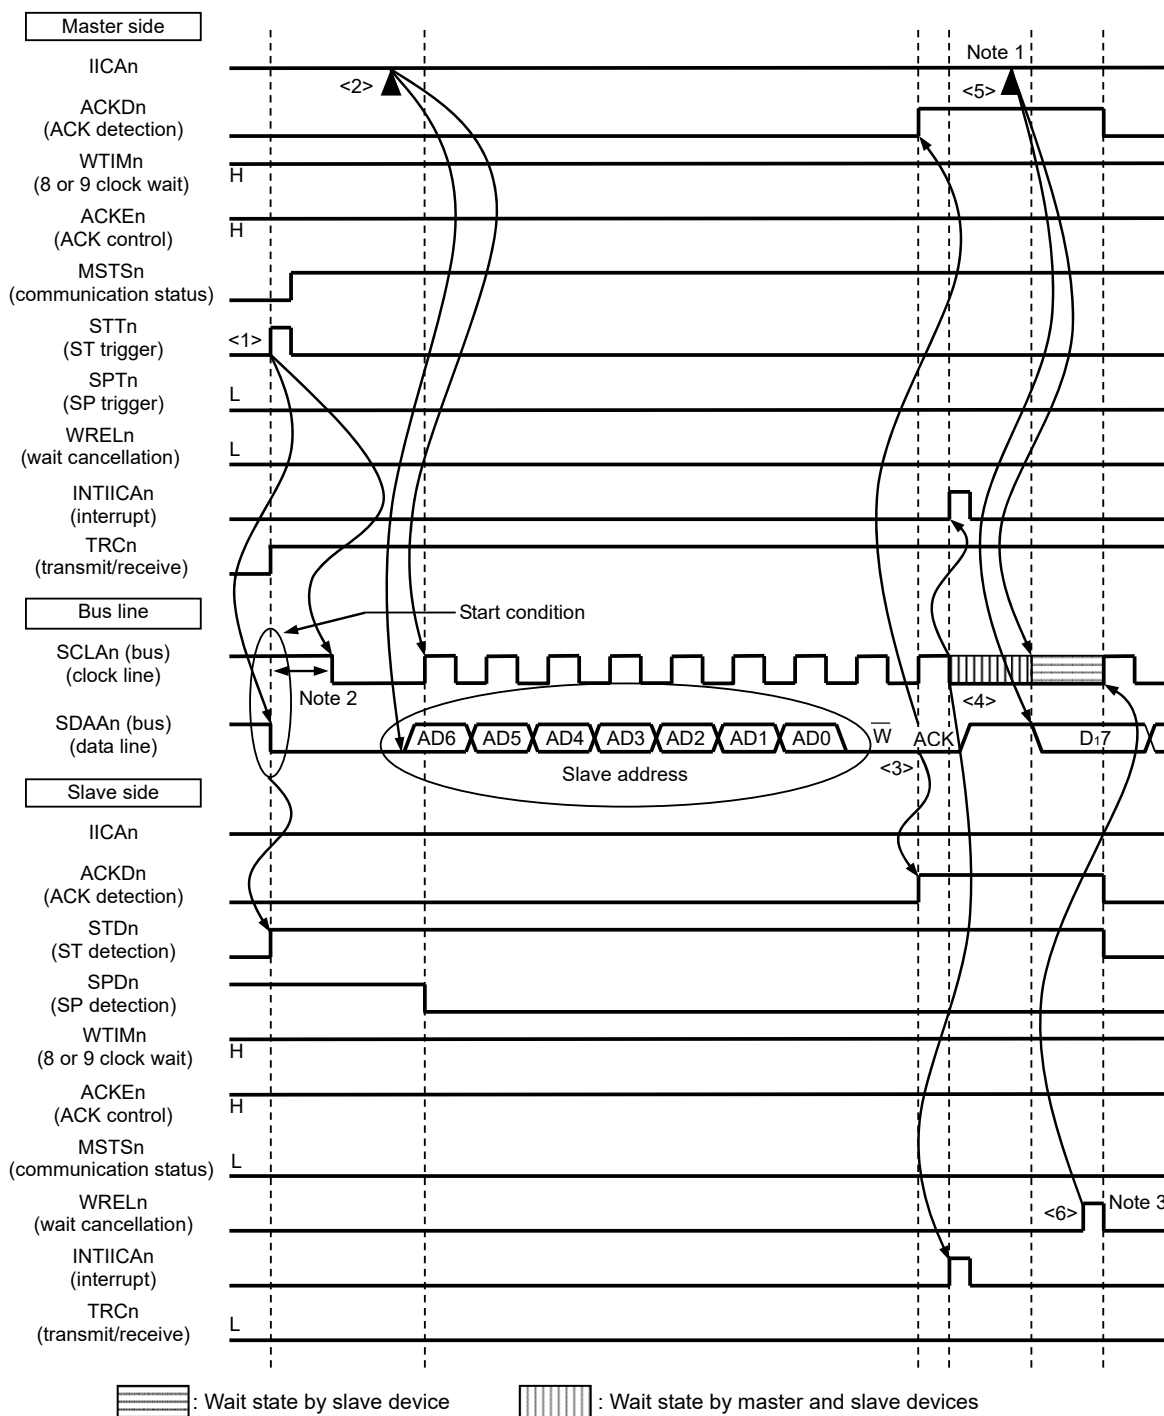 Master side
IICAn
<2>
Note 1
<5>
ACKDn
(ACK detection)
WTIMn
(8 or 9 clock wait)
H
ACKEn
(ACK control)
H
MSTSn
(communication status)
STTn
(ST trigger)
<1>
SPTn
(SP trigger)
L
WRELn
(wait cancellation)
L
INTIICAn
(interrupt)
TRCn
(transmit/receive)
Bus line
Start condition
SCLAn (bus)
(clock line)
Note 2
<4>
SDAAn (bus)
(data line)
AD6 AD5 AD4 AD3 AD2 AD1 AD0 W̅ ACK D₁7
Slave address
<3>
Slave side
IICAn
ACKDn
(ACK detection)
STDn
(ST detection)
SPDn
(SP detection)
WTIMn
(8 or 9 clock wait)
H
ACKEn
(ACK control)
H
MSTSn
(communication status)
L
WRELn
(wait cancellation)
<6>
Note 3
INTIICAn
(interrupt)
TRCn
(transmit/receive)
L
: Wait state by slave device
: Wait state by master and slave devices